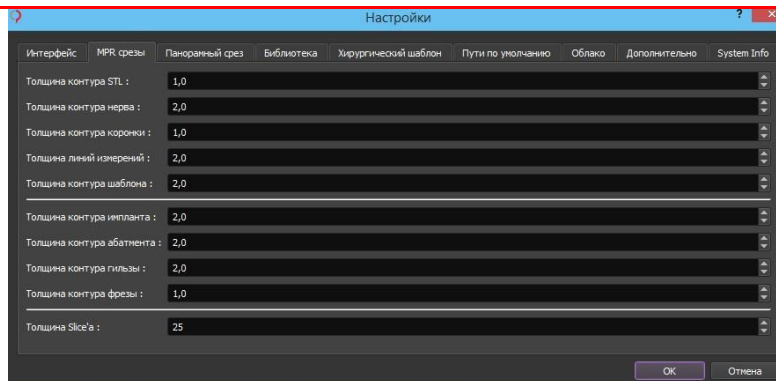 Настройки
? ×
Интерфейс MPR срезы Панорамный срез Библиотека Хирургический шаблон Пути по умолчанию Облако Дополнительно System Info
Толщина контура STL : 1,0
Толщина контура нерва : 2,0
Толщина контура коронки : 1,0
Толщина линий измерений : 2,0
Толщина контура шаблона : 2,0
Толщина контура импланта : 2,0
Толщина контура абатмента : 2,0
Толщина контура гильзы : 2,0
Толщина контура фрезы : 1,0
Толщина Slice'а : 25
OK Отмена